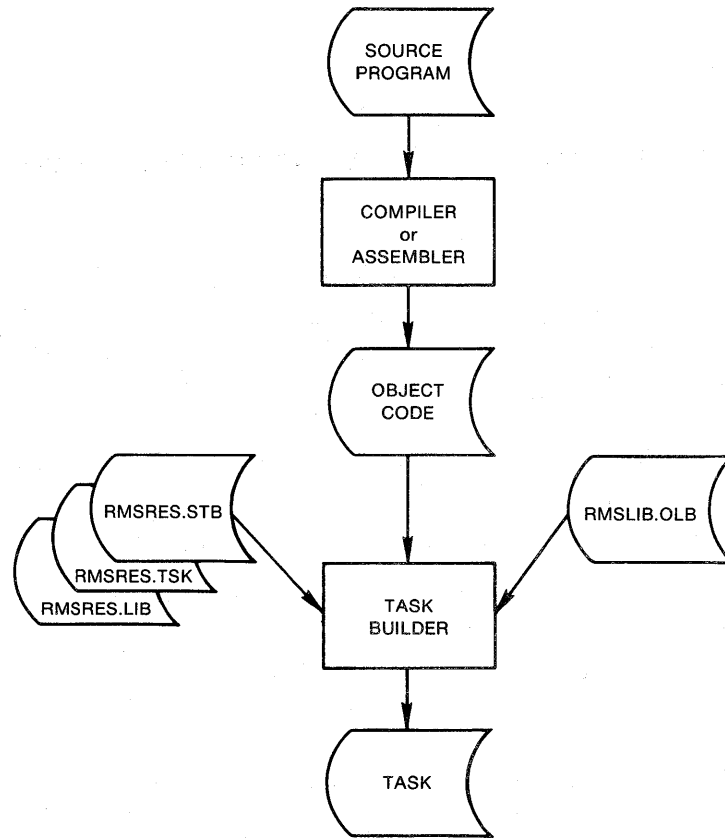 SOURCE
PROGRAM
COMPILER
or
ASSEMBLER
OBJECT
CODE
RMSRES.STB
RMSRES.TSK
RMSRES.LIB
RMSLIB.OLB
TASK
BUILDER
TASK